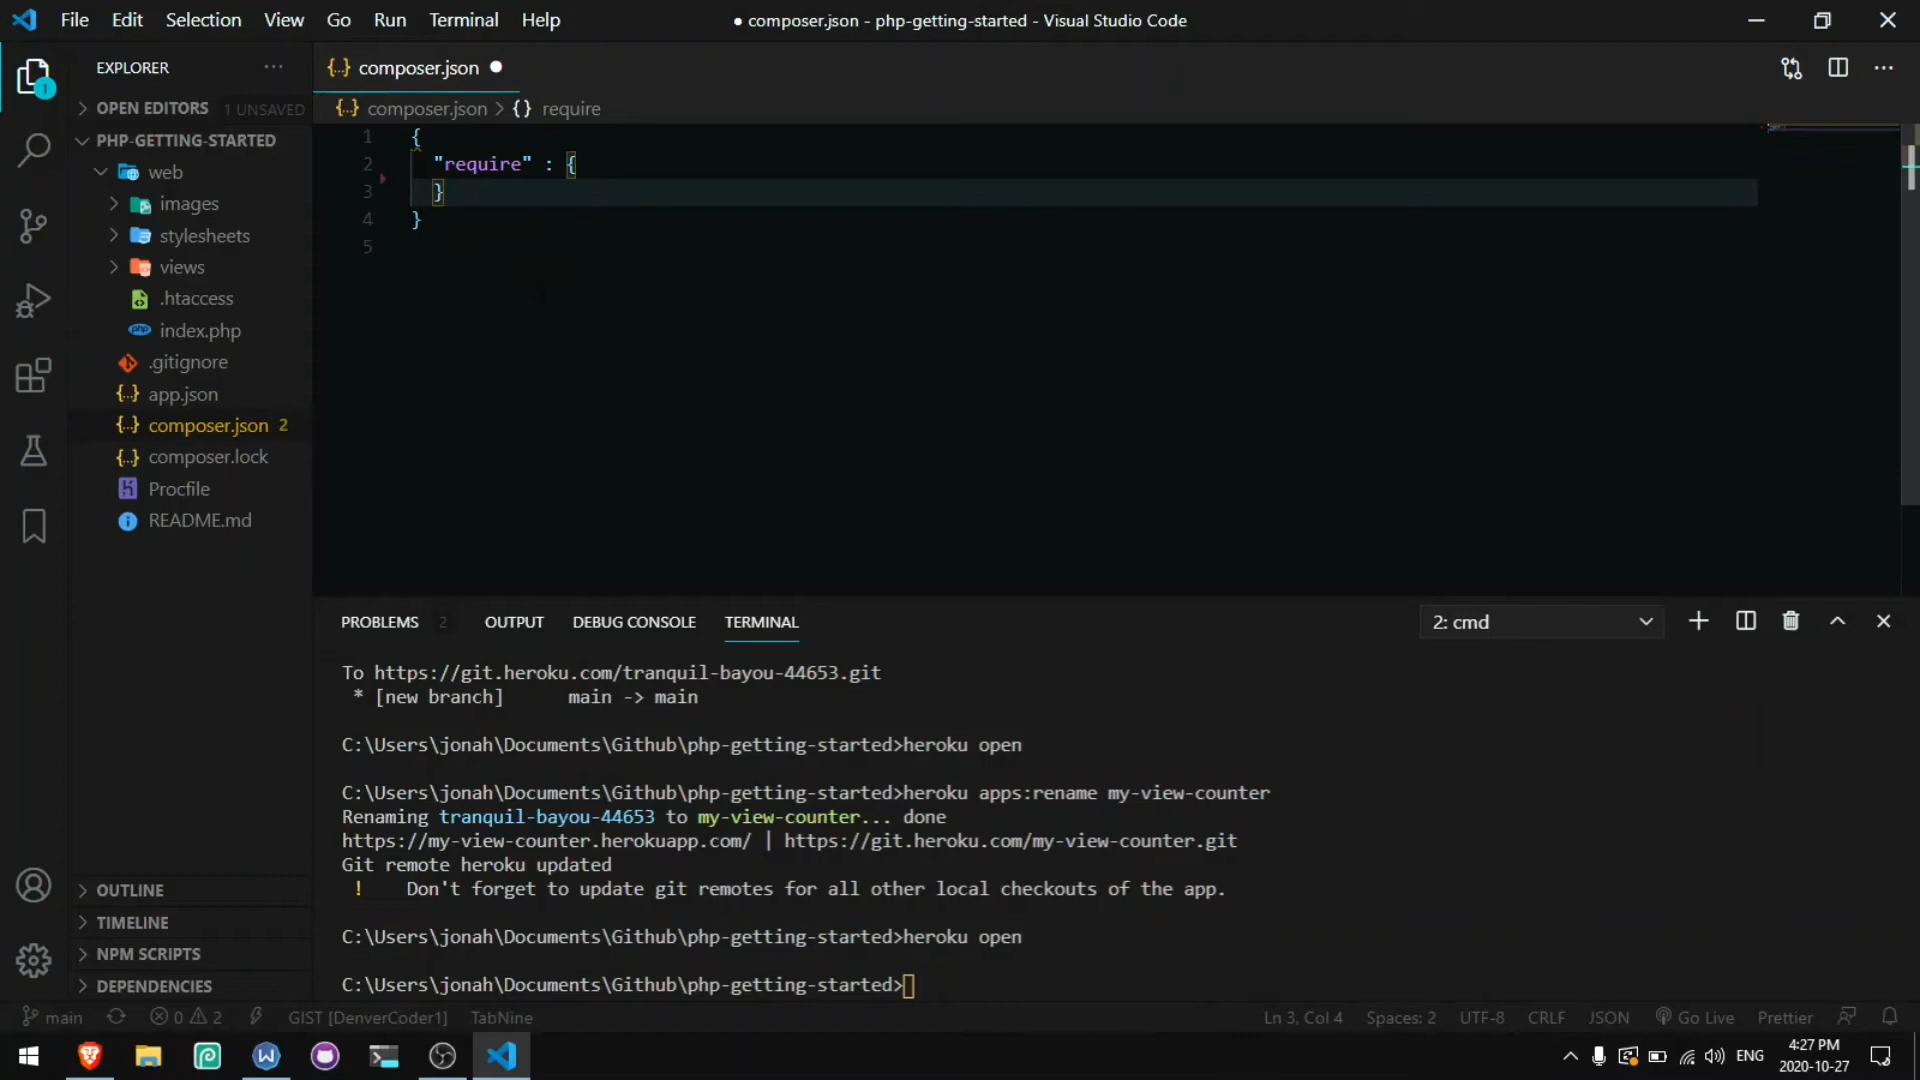 File Edit Selection View Go Run Terminal Help
● composer.json - php-getting-started - Visual Studio Code
EXPLORER
OPEN EDITORS 1 UNSAVED
PHP-GETTING-STARTED
web
images
stylesheets
views
.htaccess
index.php
.gitignore
app.json
composer.json 2
composer.lock
Procfile
README.md
OUTLINE
TIMELINE
NPM SCRIPTS
DEPENDENCIES
{..} composer.json ●
{..} composer.json > {} require
1 {
2 "require" : {
3 }
4 }
5
PROBLEMS 2 OUTPUT DEBUG CONSOLE TERMINAL
2: cmd
To https://git.heroku.com/tranquil-bayou-44653.git
* [new branch] main -> main
C:\Users\jonah\Documents\Github\php-getting-started>heroku open
C:\Users\jonah\Documents\Github\php-getting-started>heroku apps:rename my-view-counter
Renaming tranquil-bayou-44653 to my-view-counter... done
https://my-view-counter.herokuapp.com/ | https://git.heroku.com/my-view-counter.git
Git remote heroku updated
! Don't forget to update git remotes for all other local checkouts of the app.
C:\Users\jonah\Documents\Github\php-getting-started>heroku open
C:\Users\jonah\Documents\Github\php-getting-started>
main 0 2 GIST [DenverCoder1] TabNine Ln 3, Col 4 Spaces: 2 UTF-8 CRLF JSON Go Live Prettier
ENG
4:27 PM
2020-10-27